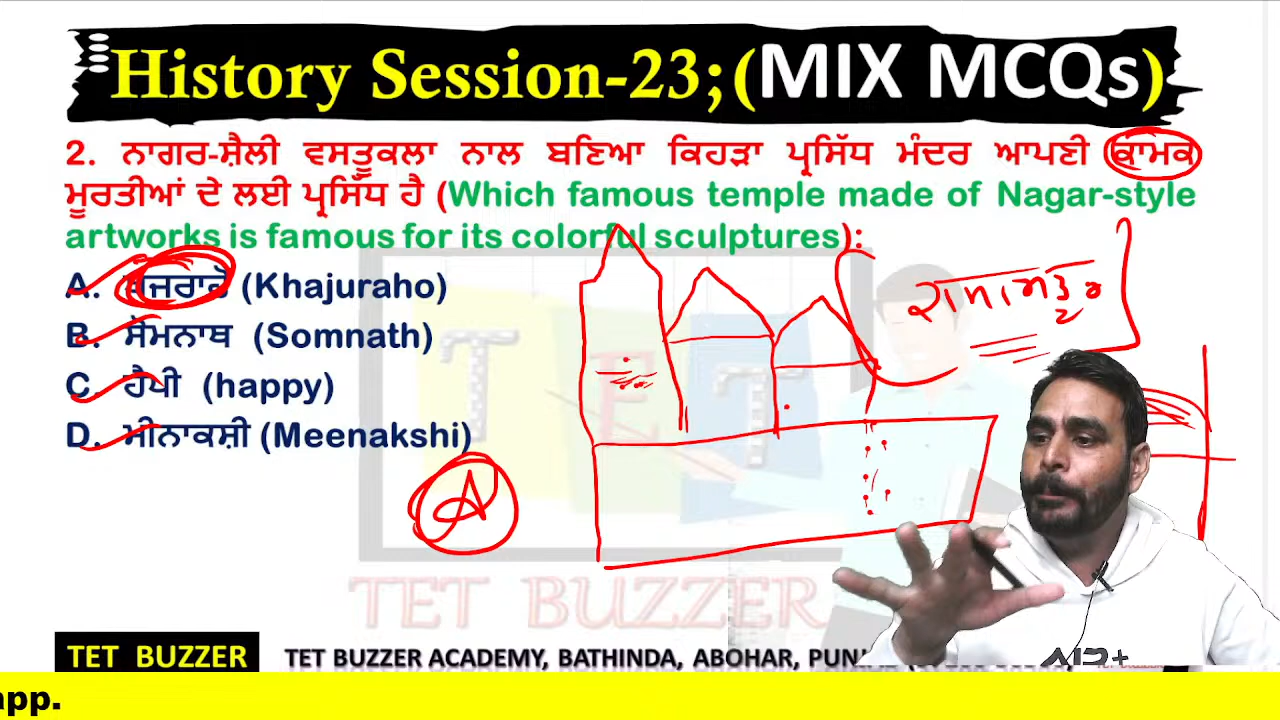 History Session-23;(MIX MCQs)
2. ਨਾਗਰ-ਸ਼ੈਲੀ ਵਸਤੂਕਲਾ ਨਾਲ ਬਣਿਆ ਕਿਹੜਾ ਪ੍ਰਸਿੱਧ ਮੰਦਰ ਆਪਣੀ ਕਾਮਕ
ਮੂਰਤੀਆਂ ਦੇ ਲਈ ਪ੍ਰਸਿੱਧ ਹੈ (Which famous temple made of Nagar-style
artworks is famous for its colorful sculptures):
A. ਖਜਰਾਹੋ (Khajuraho)
B. ਸੋਮਨਾਥ (Somnath)
C. ਹੈਪੀ (happy)
D. ਮੀਨਾਕਸ਼ੀ (Meenakshi)
A
TET BUZZER
TET BUZZER
TET BUZZER ACADEMY, BATHINDA, ABOHAR,
app.